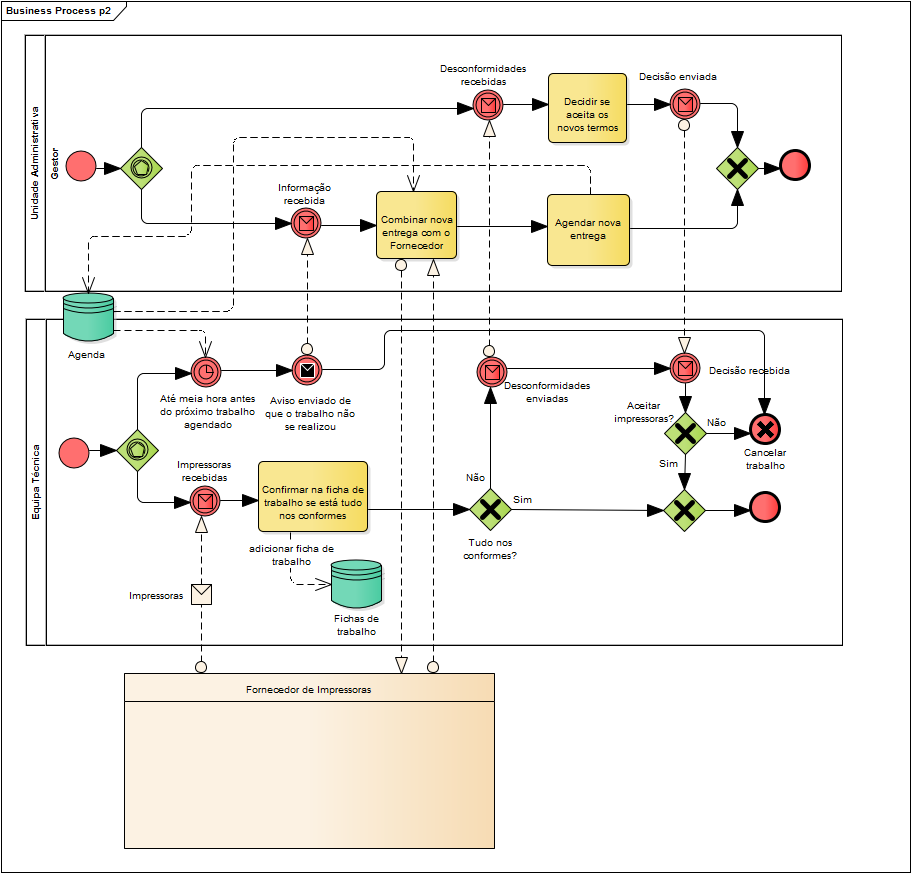 Business Process p2
Unidade Administrativa
Gestor
Desconformidades
recebidas
Decidir se
aceita os
novos termos
Decisão enviada
Informação
recebida
Combinar nova
entrega com o
Fornecedor
Agendar nova
entrega
Agenda
Equipa Técnica
Até meia hora antes
do próximo trabalho
agendado
Aviso enviado de
que o trabalho não
se realizou
Desconformidades
enviadas
Decisão recebida
Aceitar
impressoras?
Não
Sim
Cancelar
trabalho
Impressoras
recebidas
Confirmar na ficha de
trabalho se está tudo
nos conformes
Não
Sim
Tudo nos
conformes?
adicionar ficha de
trabalho
Impressoras
Fichas de
trabalho
Fornecedor de Impressoras